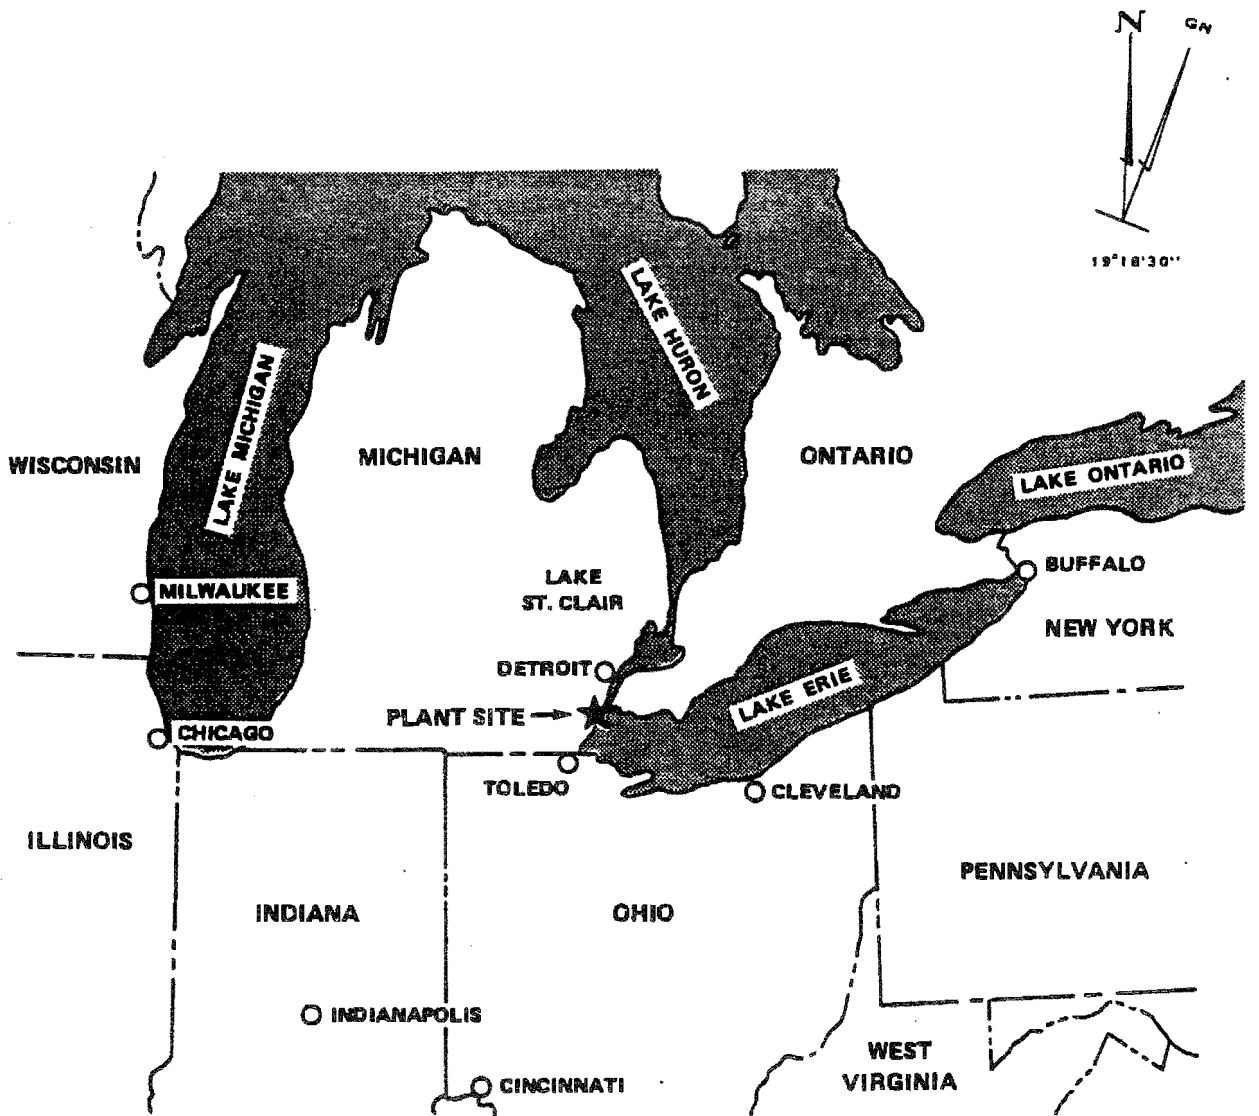 N
GN
19°18'30"
LAKE HURON
LAKE MICHIGAN
WISCONSIN
MICHIGAN
ONTARIO
LAKE ONTARIO
BUFFALO
LAKE
ST. CLAIR
MILWAUKEE
NEW YORK
DETROIT
LAKE ERIE
PLANT SITE
CHICAGO
TOLEDO
CLEVELAND
ILLINOIS
PENNSYLVANIA
INDIANA
OHIO
INDIANAPOLIS
WEST
VIRGINIA
CINCINNATI